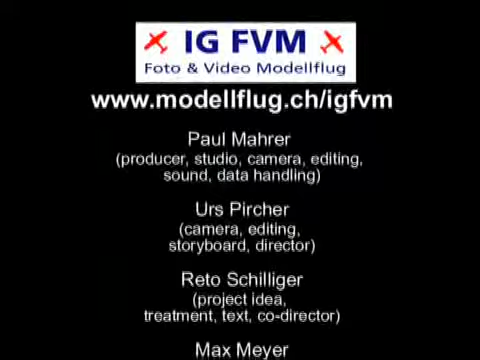 IG FVM
Foto & Video Modellflug
www.modellflug.ch/igfvm
Paul Mahrer
(producer, studio, camera, editing,
sound, data handling)
Urs Pircher
(camera, editing,
storyboard, director)
Reto Schilliger
(project idea,
treatment, text, co-director)
Max Meyer